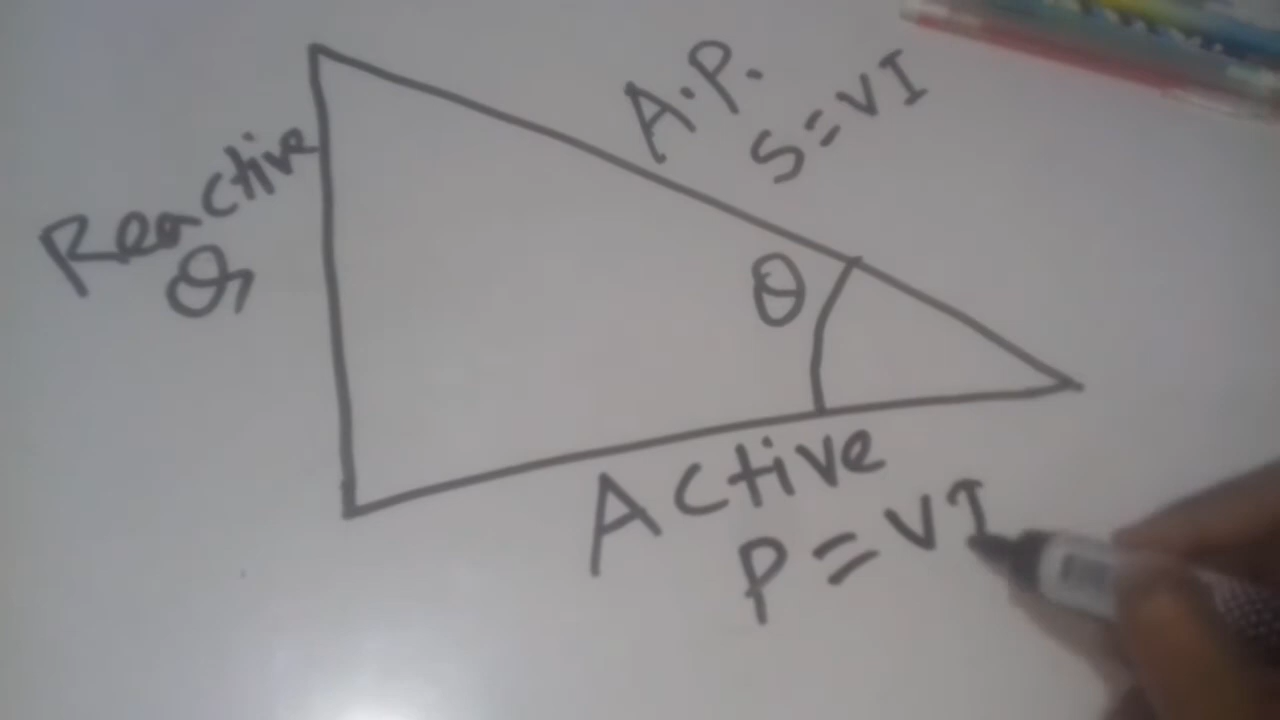 A.P.
S=VI
Reactive
Q
θ
Active
P=VI